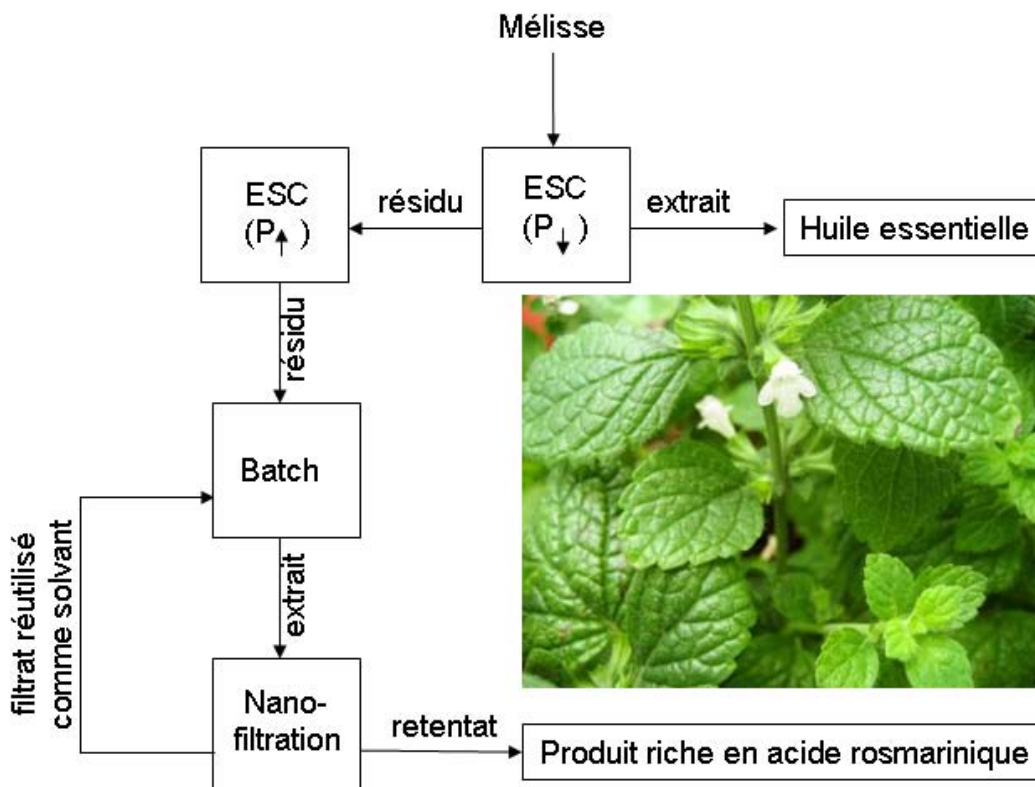 Mélisse
ESC
(P↓)
extrait
Huile essentielle
résidu
ESC
(P↑)
résidu
Batch
extrait
Nano-
filtration
filtrat réutilisé
comme solvant
retentat
Produit riche en acide rosmarinique